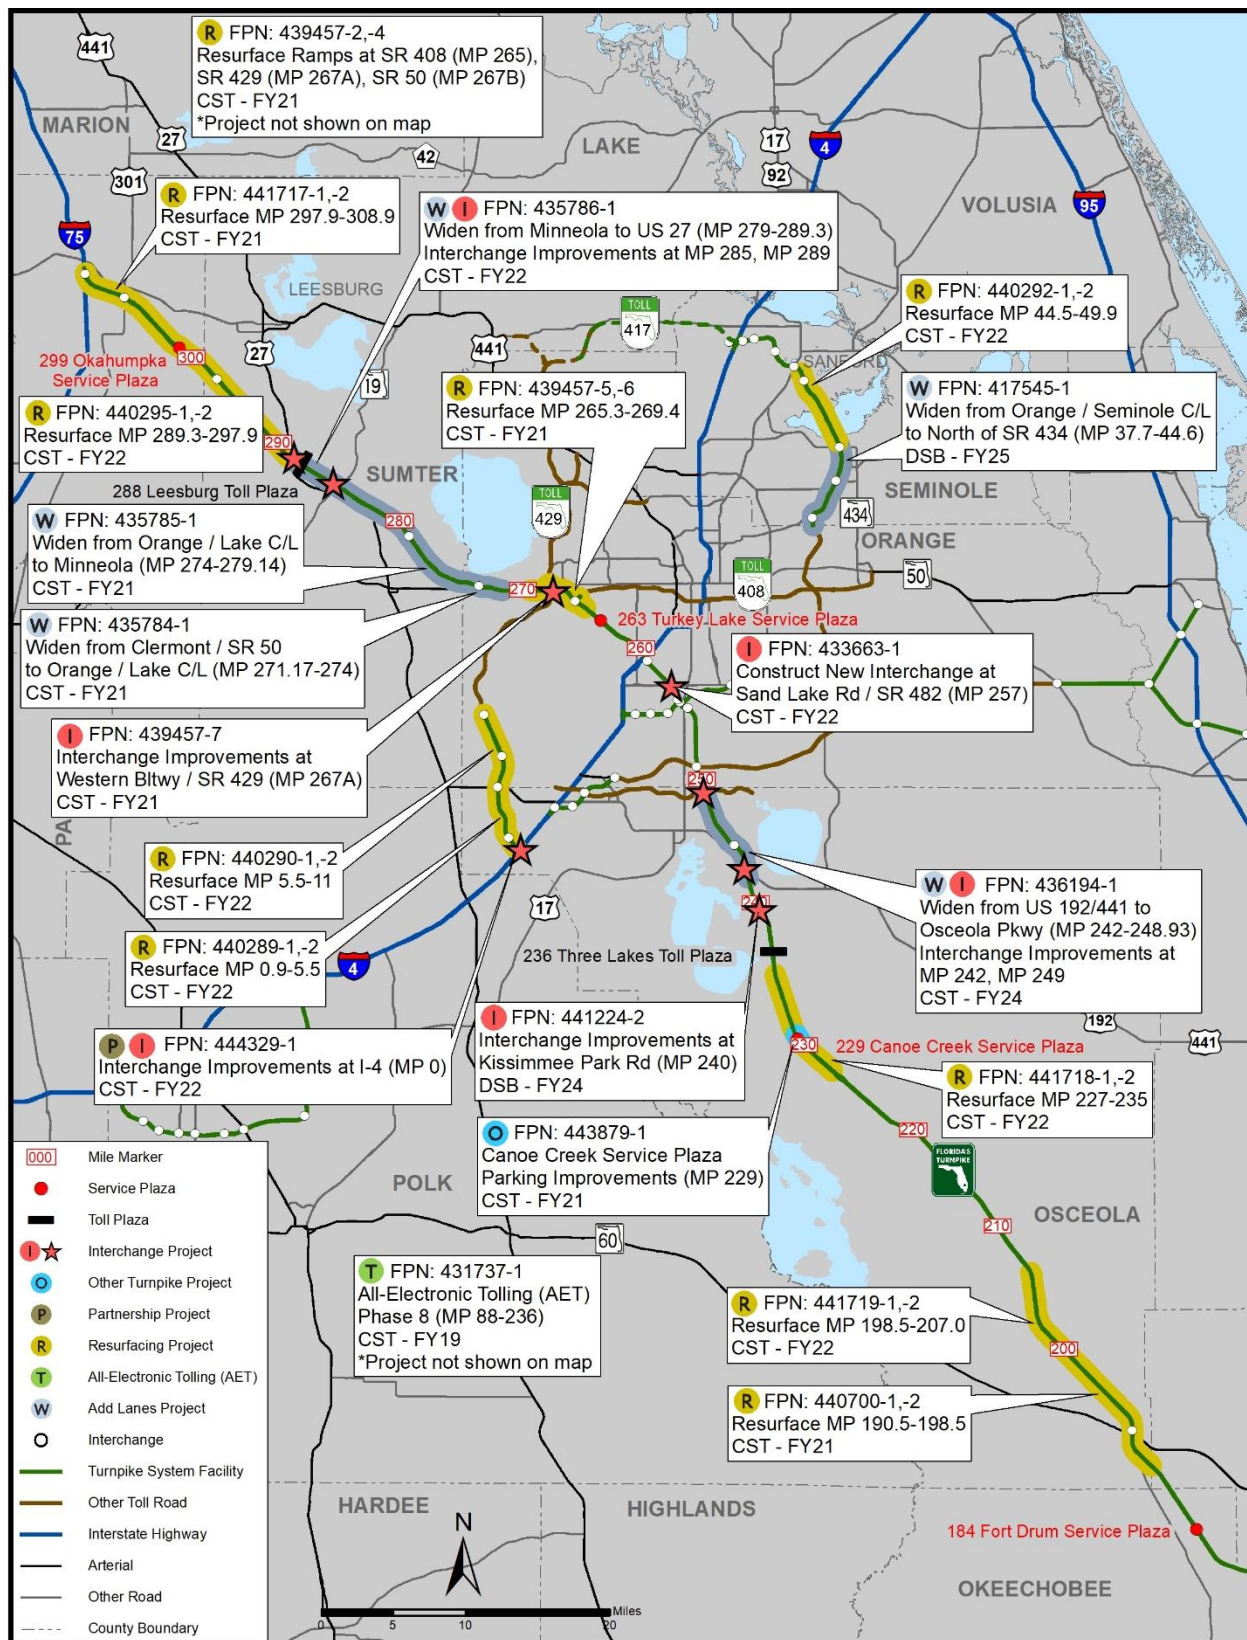 441
R FPN: 439457-2,-4
Resurface Ramps at SR 408 (MP 265),
SR 429 (MP 267A), SR 50 (MP 267B)
CST - FY21
*Project not shown on map
MARION
27
42
LAKE
17
92
4
301
R FPN: 441717-1,-2
Resurface MP 297.9-308.9
CST - FY21
W I FPN: 435786-1
Widen from Minneola to US 27 (MP 279-289.3)
Interchange Improvements at MP 285, MP 289
CST - FY22
VOLUSIA
95
75
LEESBURG
R FPN: 440292-1,-2
Resurface MP 44.5-49.9
CST - FY22
TOLL
417
441
27
299 Okahumpka
Service Plaza
300
19
SANFORD
R FPN: 439457-5,-6
Resurface MP 265.3-269.4
CST - FY21
W FPN: 417545-1
Widen from Orange / Seminole C/L
to North of SR 434 (MP 37.7-44.6)
DSB - FY25
R FPN: 440295-1,-2
Resurface MP 289.3-297.9
CST - FY22
290
SUMTER
288 Leesburg Toll Plaza
SEMINOLE
TOLL
429
434
280
ORANGE
W FPN: 435785-1
Widen from Orange / Lake C/L
to Minneola (MP 274-279.14)
CST - FY21
50
TOLL
408
270
263 Turkey Lake Service Plaza
W FPN: 435784-1
Widen from Clermont / SR 50
to Orange / Lake C/L (MP 271.17-274)
CST - FY21
260
I FPN: 433663-1
Construct New Interchange at
Sand Lake Rd / SR 482 (MP 257)
CST - FY22
I FPN: 439457-7
Interchange Improvements at
Western Bltwy / SR 429 (MP 267A)
CST - FY21
250
PA
R FPN: 440290-1,-2
Resurface MP 5.5-11
CST - FY22
17
W I FPN: 436194-1
Widen from US 192/441 to
Osceola Pkwy (MP 242-248.93)
Interchange Improvements at
MP 242, MP 249
CST - FY24
240
R FPN: 440289-1,-2
Resurface MP 0.9-5.5
CST - FY22
4
236 Three Lakes Toll Plaza
192
441
P I FPN: 444329-1
Interchange Improvements at I-4 (MP 0)
CST - FY22
I FPN: 441224-2
Interchange Improvements at
Kissimmee Park Rd (MP 240)
DSB - FY24
230
229 Canoe Creek Service Plaza
R FPN: 441718-1,-2
Resurface MP 227-235
CST - FY22
O FPN: 443879-1
Canoe Creek Service Plaza
Parking Improvements (MP 229)
CST - FY21
220
FLORIDA'S
TURNPIKE
POLK
210
OSCEOLA
60
T FPN: 431737-1
All-Electronic Tolling (AET)
Phase 8 (MP 88-236)
CST - FY19
*Project not shown on map
R FPN: 441719-1,-2
Resurface MP 198.5-207.0
CST - FY22
200
R FPN: 440700-1,-2
Resurface MP 190.5-198.5
CST - FY21
HARDEE
HIGHLANDS
184 Fort Drum Service Plaza
OKEECHOBEE
N
Miles
0 5 10 20
000 Mile Marker
Service Plaza
Toll Plaza
I Interchange Project
O Other Turnpike Project
P Partnership Project
R Resurfacing Project
T All-Electronic Tolling (AET)
W Add Lanes Project
Interchange
Turnpike System Facility
Other Toll Road
Interstate Highway
Arterial
Other Road
County Boundary